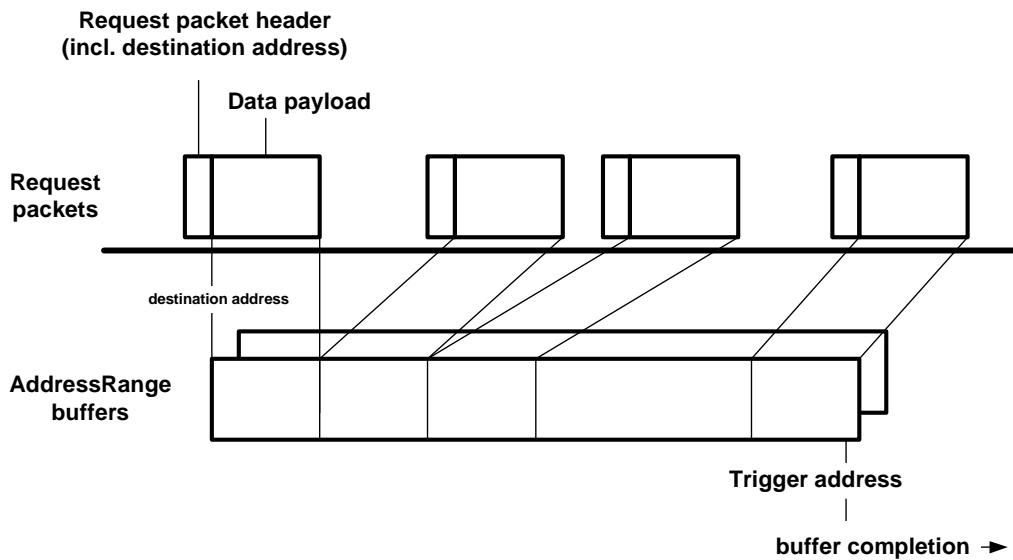 Request packet header
(incl. destination address)
Data payload
Request
packets
destination address
AddressRange
buffers
Trigger address
buffer completion